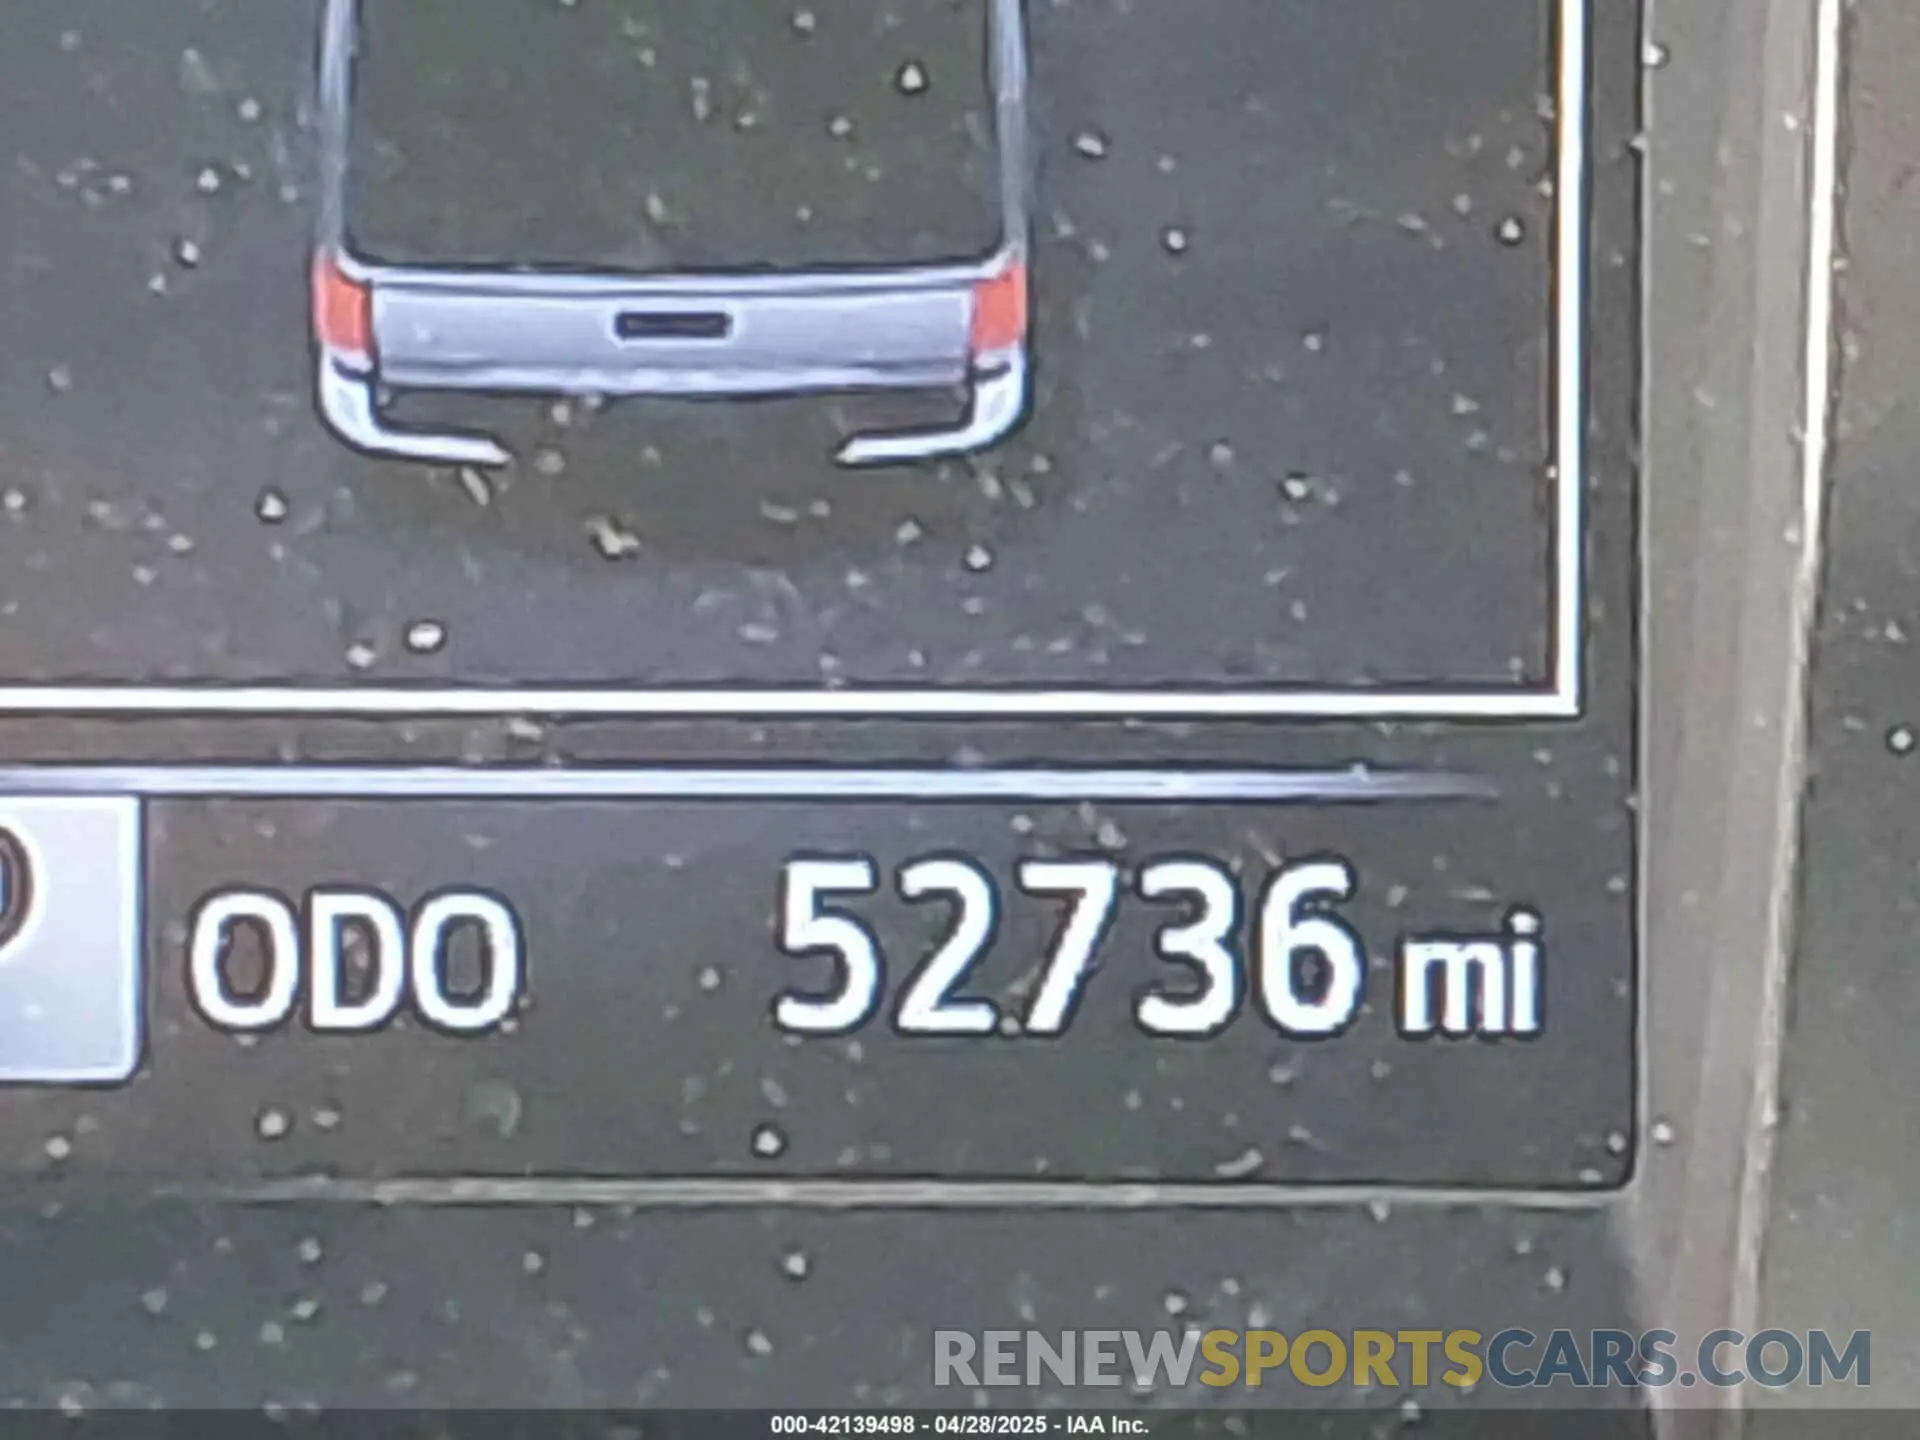 ODO 52736 mi
RENEWSPORTSCARS.COM
000-42139498 - 04/28/2025 - IAA Inc.